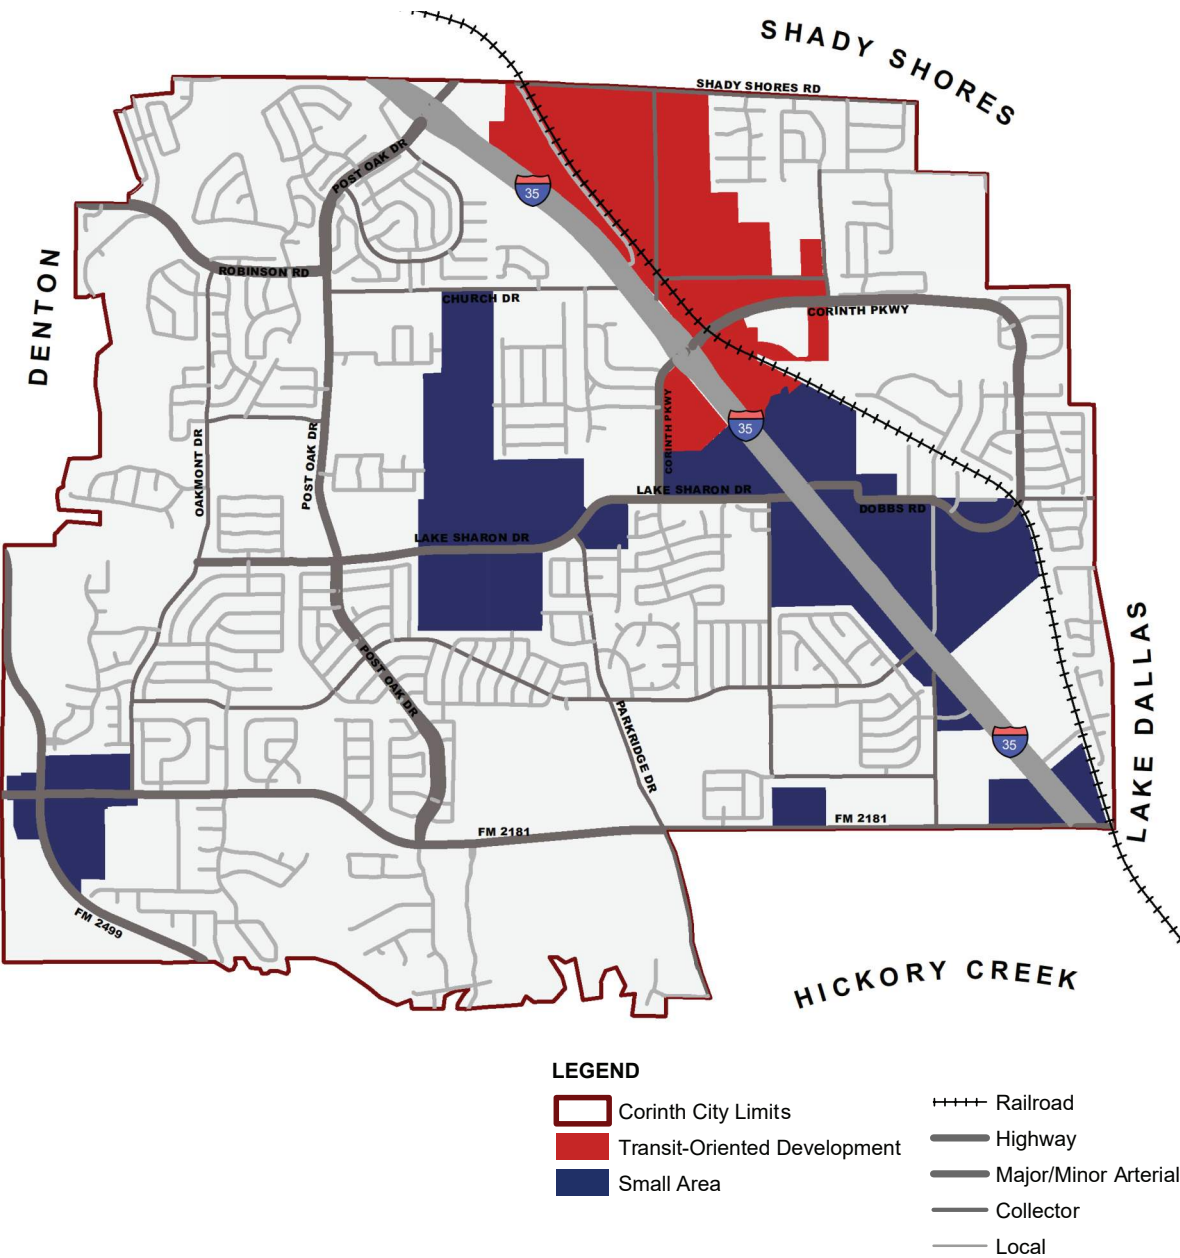 SHADY SHORES
SHADY SHORES RD
POST OAK DR
35
DENTON
ROBINSON RD
CHURCH DR
CORINTH PKWY
CORINTH PKWY
35
OAKMONT DR
POST OAK DR
LAKE SHARON DR
DOBBS RD
LAKE SHARON DR
LAKE DALLAS
POST OAK DR
PARKRIDGE DR
35
FM 2181
FM 2181
FM 2499
HICKORY CREEK
LEGEND
Corinth City Limits
Transit-Oriented Development
Small Area
Railroad
Highway
Major/Minor Arterial
Collector
Local